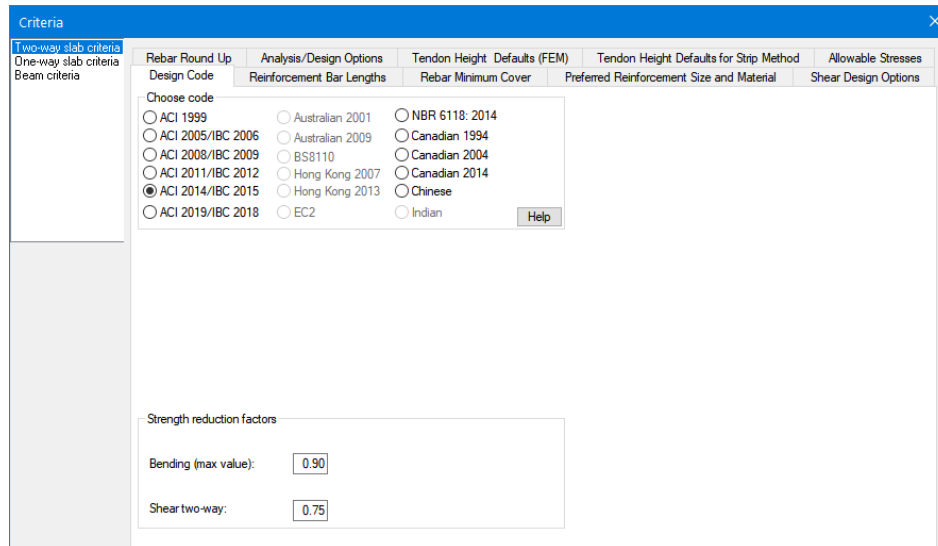 Criteria
Two-way slab criteria
One-way slab criteria
Beam criteria
Rebar Round Up Analysis/Design Options Tendon Height Defaults (FEM) Tendon Height Defaults for Strip Method Allowable Stresses
Design Code Reinforcement Bar Lengths Rebar Minimum Cover Preferred Reinforcement Size and Material Shear Design Options
Choose code
ACI 1999 Australian 2001 NBR 6118: 2014
ACI 2005/IBC 2006 Australian 2009 Canadian 1994
ACI 2008/IBC 2009 BS8110 Canadian 2004
ACI 2011/IBC 2012 Hong Kong 2007 Canadian 2014
ACI 2014/IBC 2015 Hong Kong 2013 Chinese
ACI 2019/IBC 2018 EC2 Indian Help
Strength reduction factors
Bending (max value): 0.90
Shear two-way: 0.75